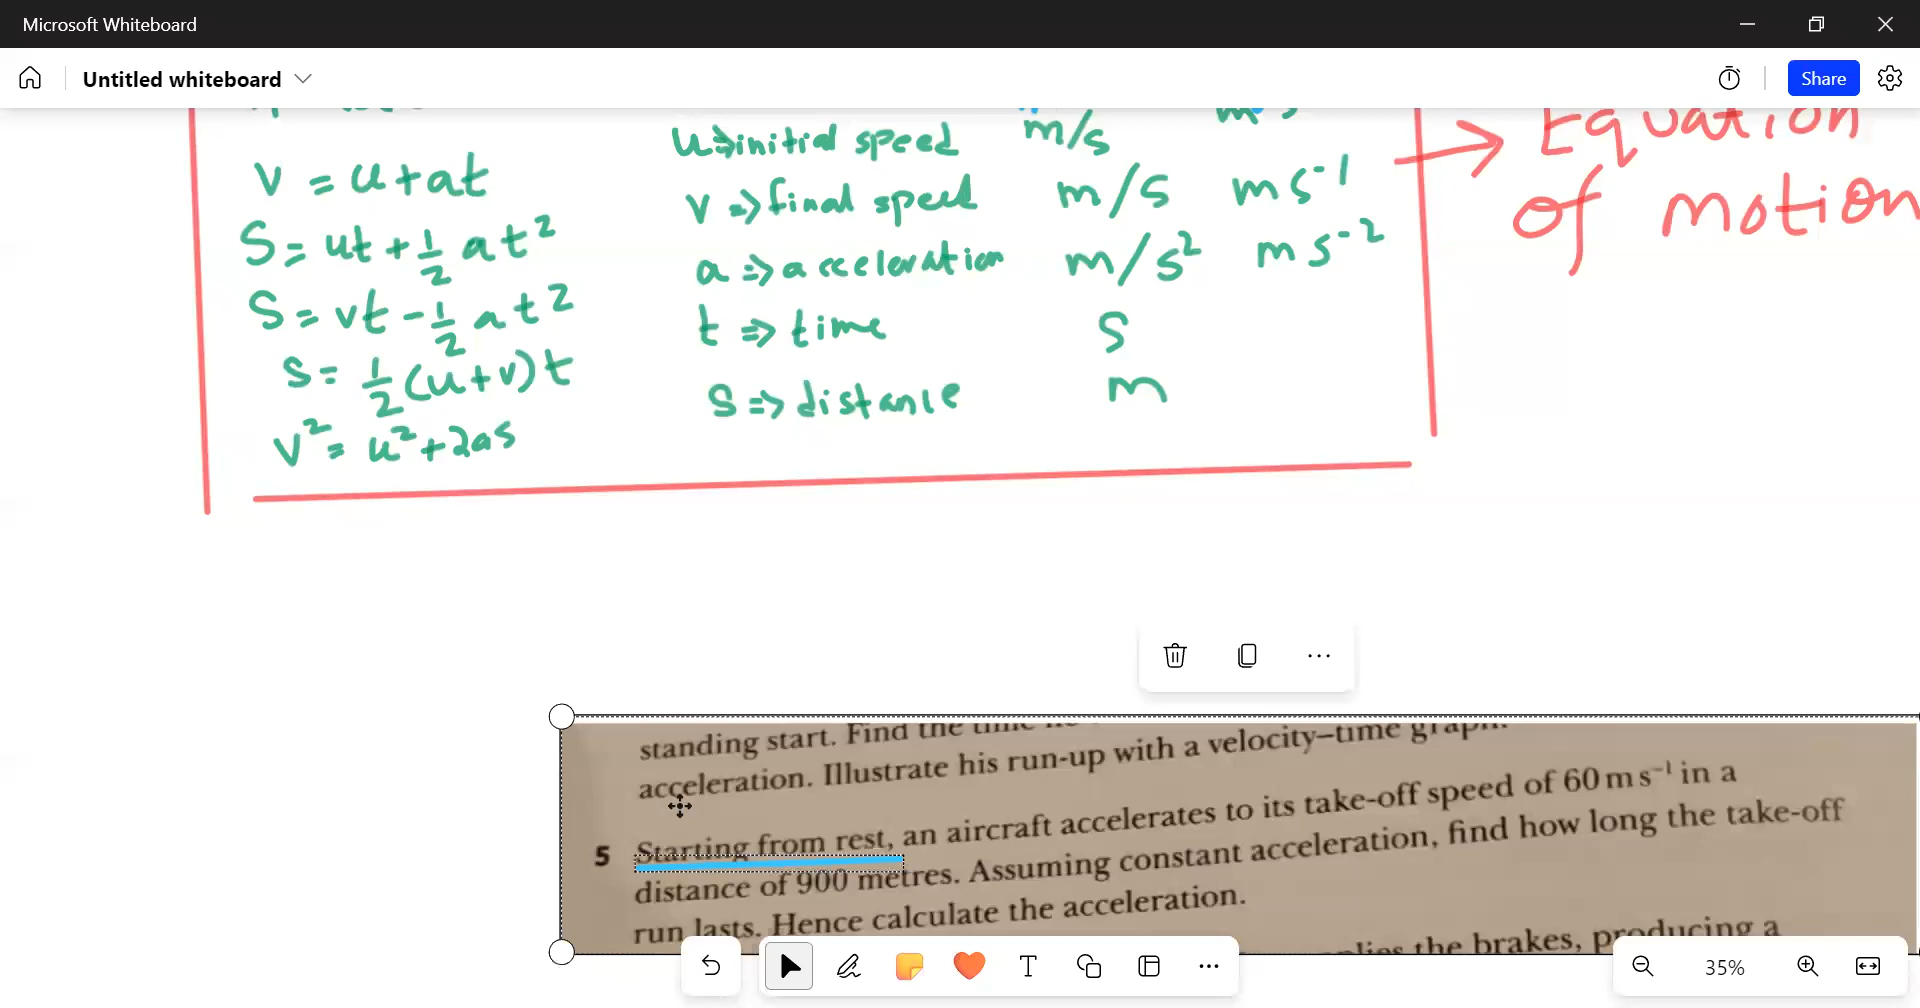 Microsoft Whiteboard
Untitled whiteboard
Share
Equation
of motion
u⇒initial speed m/s
v = u+at
v ⇒ final speed m/s ms⁻¹
S = ut + 1/2 at²
a ⇒ acceleration m/s² ms⁻²
S = vt - 1/2 at²
t ⇒ time S
S = 1/2 (u+v)t
S ⇒ distance m
v² = u²+2as
standing start. Find the time
acceleration. Illustrate his run-up with a velocity–time graph.
5 Starting from rest, an aircraft accelerates to its take-off speed of 60 m s⁻¹ in a
distance of 900 metres. Assuming constant acceleration, find how long the take-off
run lasts. Hence calculate the acceleration.
the brakes, producing a
T
35%